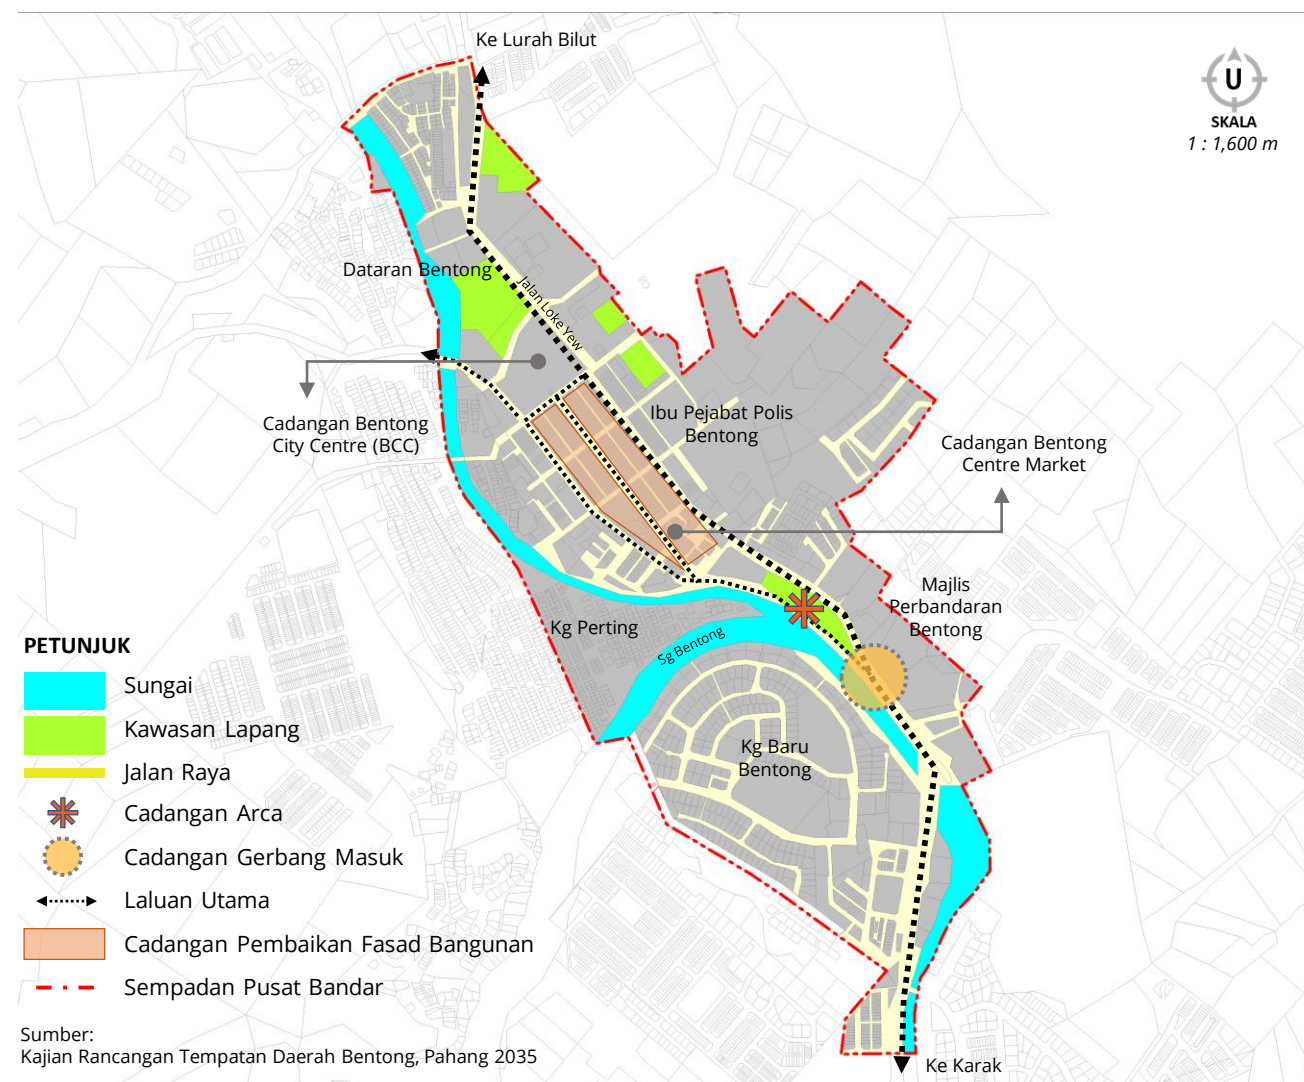 Ke Lurah Bilut
U
SKALA
1 : 1,600 m
Dataran Bentong
Jalan Loke Yew
Cadangan Bentong
City Centre (BCC)
Ibu Pejabat Polis
Bentong
Cadangan Bentong
Centre Market
Majlis
Perbandaran
Bentong
Kg Perting
Sg Bentong
Kg Baru
Bentong
PETUNJUK
Sungai
Kawasan Lapang
Jalan Raya
Cadangan Arca
Cadangan Gerbang Masuk
Laluan Utama
Cadangan Pembaikan Fasad Bangunan
Sempadan Pusat Bandar
Sumber:
Kajian Rancangan Tempatan Daerah Bentong, Pahang 2035
Ke Karak